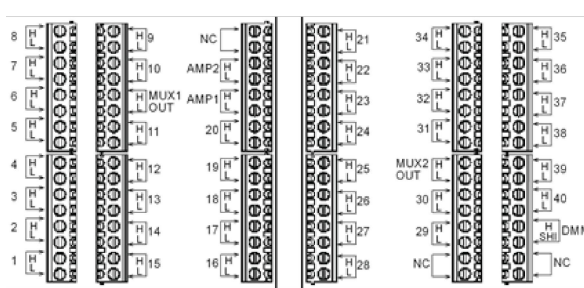 8 H L H L 9 NC H L 21 34 H L H L 35
7 H L H L 10 AMP2 H L H L 22 33 H L H L 36
6 H L H L MUX1 OUT AMP1 H L H L 23 32 H L H L 37
5 H L H L 11 20 H L H L 24 31 H L H L 38
4 H L H L 12 19 H L H L 25 MUX2 OUT H L H L 39
3 H L H L 13 18 H L H L 26 30 H L H L 40
2 H L H L 14 17 H L H L 27 29 H L H SHI DMM
1 H L H L 15 16 H L H L 28 NC NC